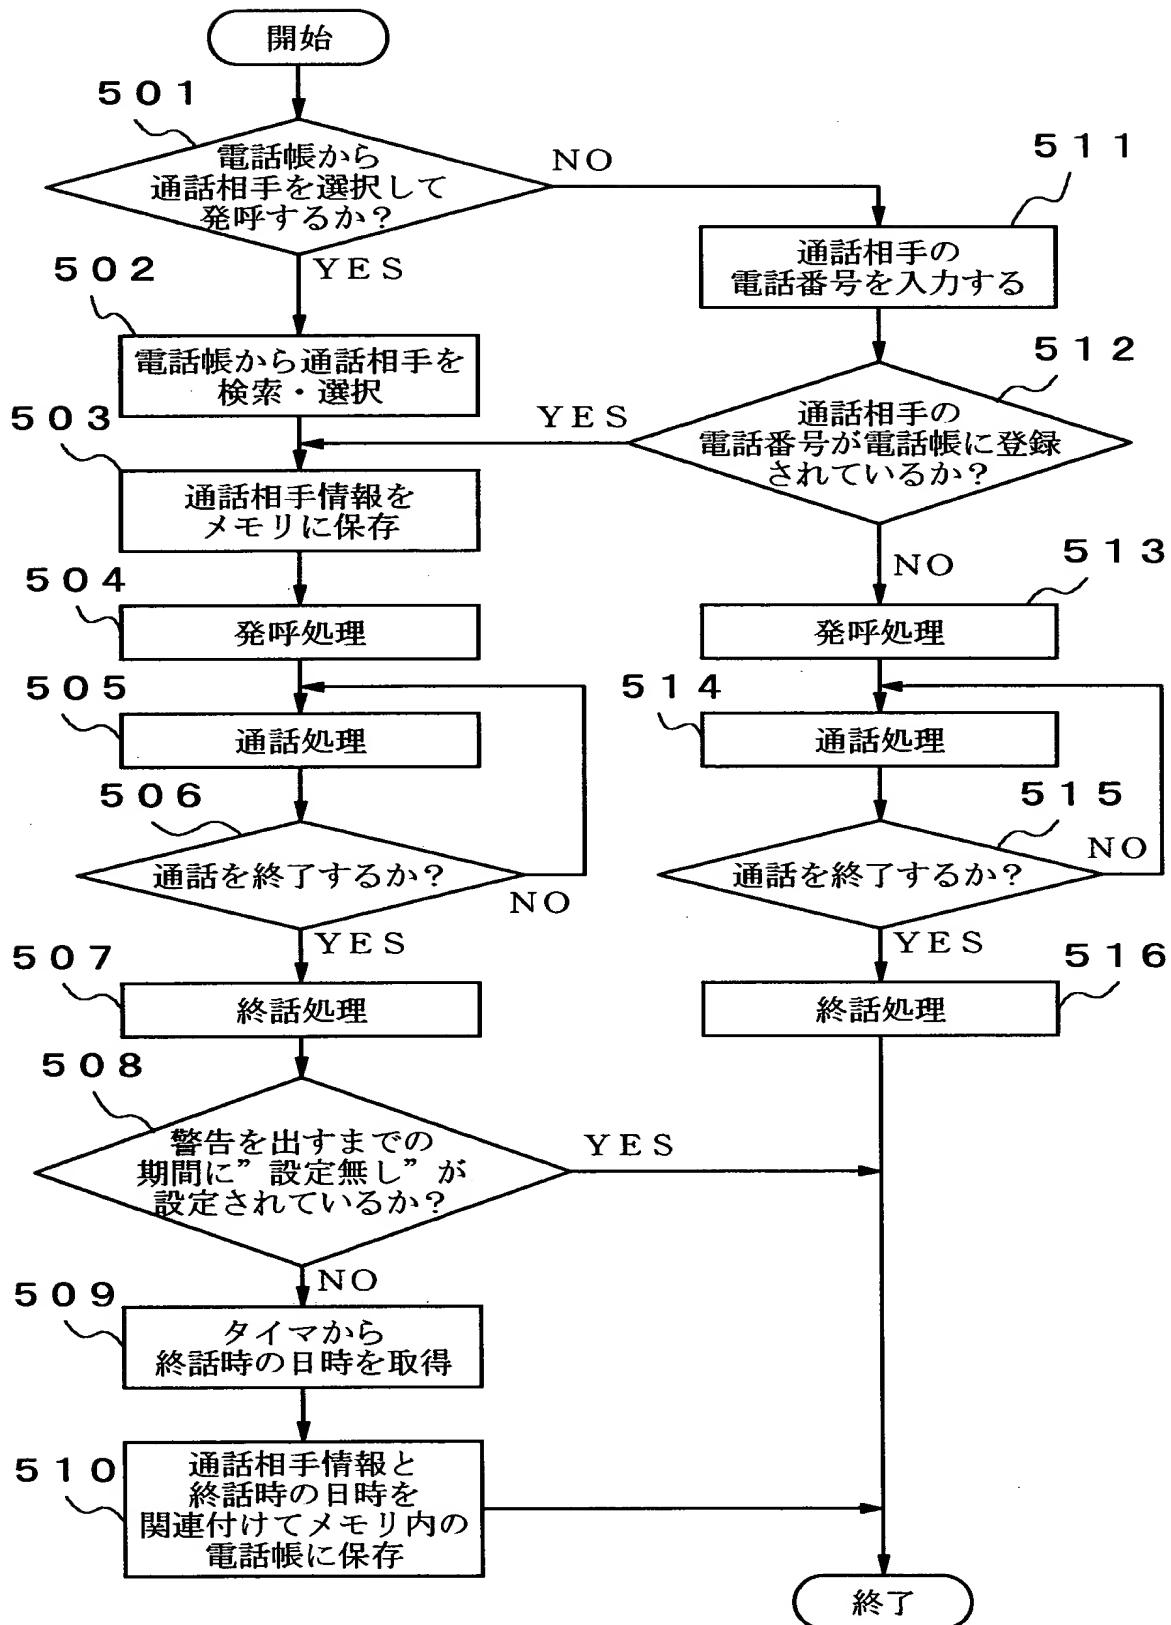 開始
501
電話帳から
通話相手を選択して
発呼するか？
NO
YES
511
通話相手の
電話番号を入力する
502
電話帳から通話相手を
検索・選択
512
通話相手の
電話番号が電話帳に登録
されているか？
YES
NO
503
通話相手情報を
メモリに保存
504
発呼処理
513
発呼処理
505
通話処理
514
通話処理
506
通話を終了するか？
NO
YES
515
通話を終了するか？
NO
YES
507
終話処理
516
終話処理
508
警告を出すまでの
期間に”設定無し”が
設定されているか？
YES
NO
509
タイマから
終話時の日時を取得
510
通話相手情報と
終話時の日時を
関連付けてメモリ内の
電話帳に保存
終了